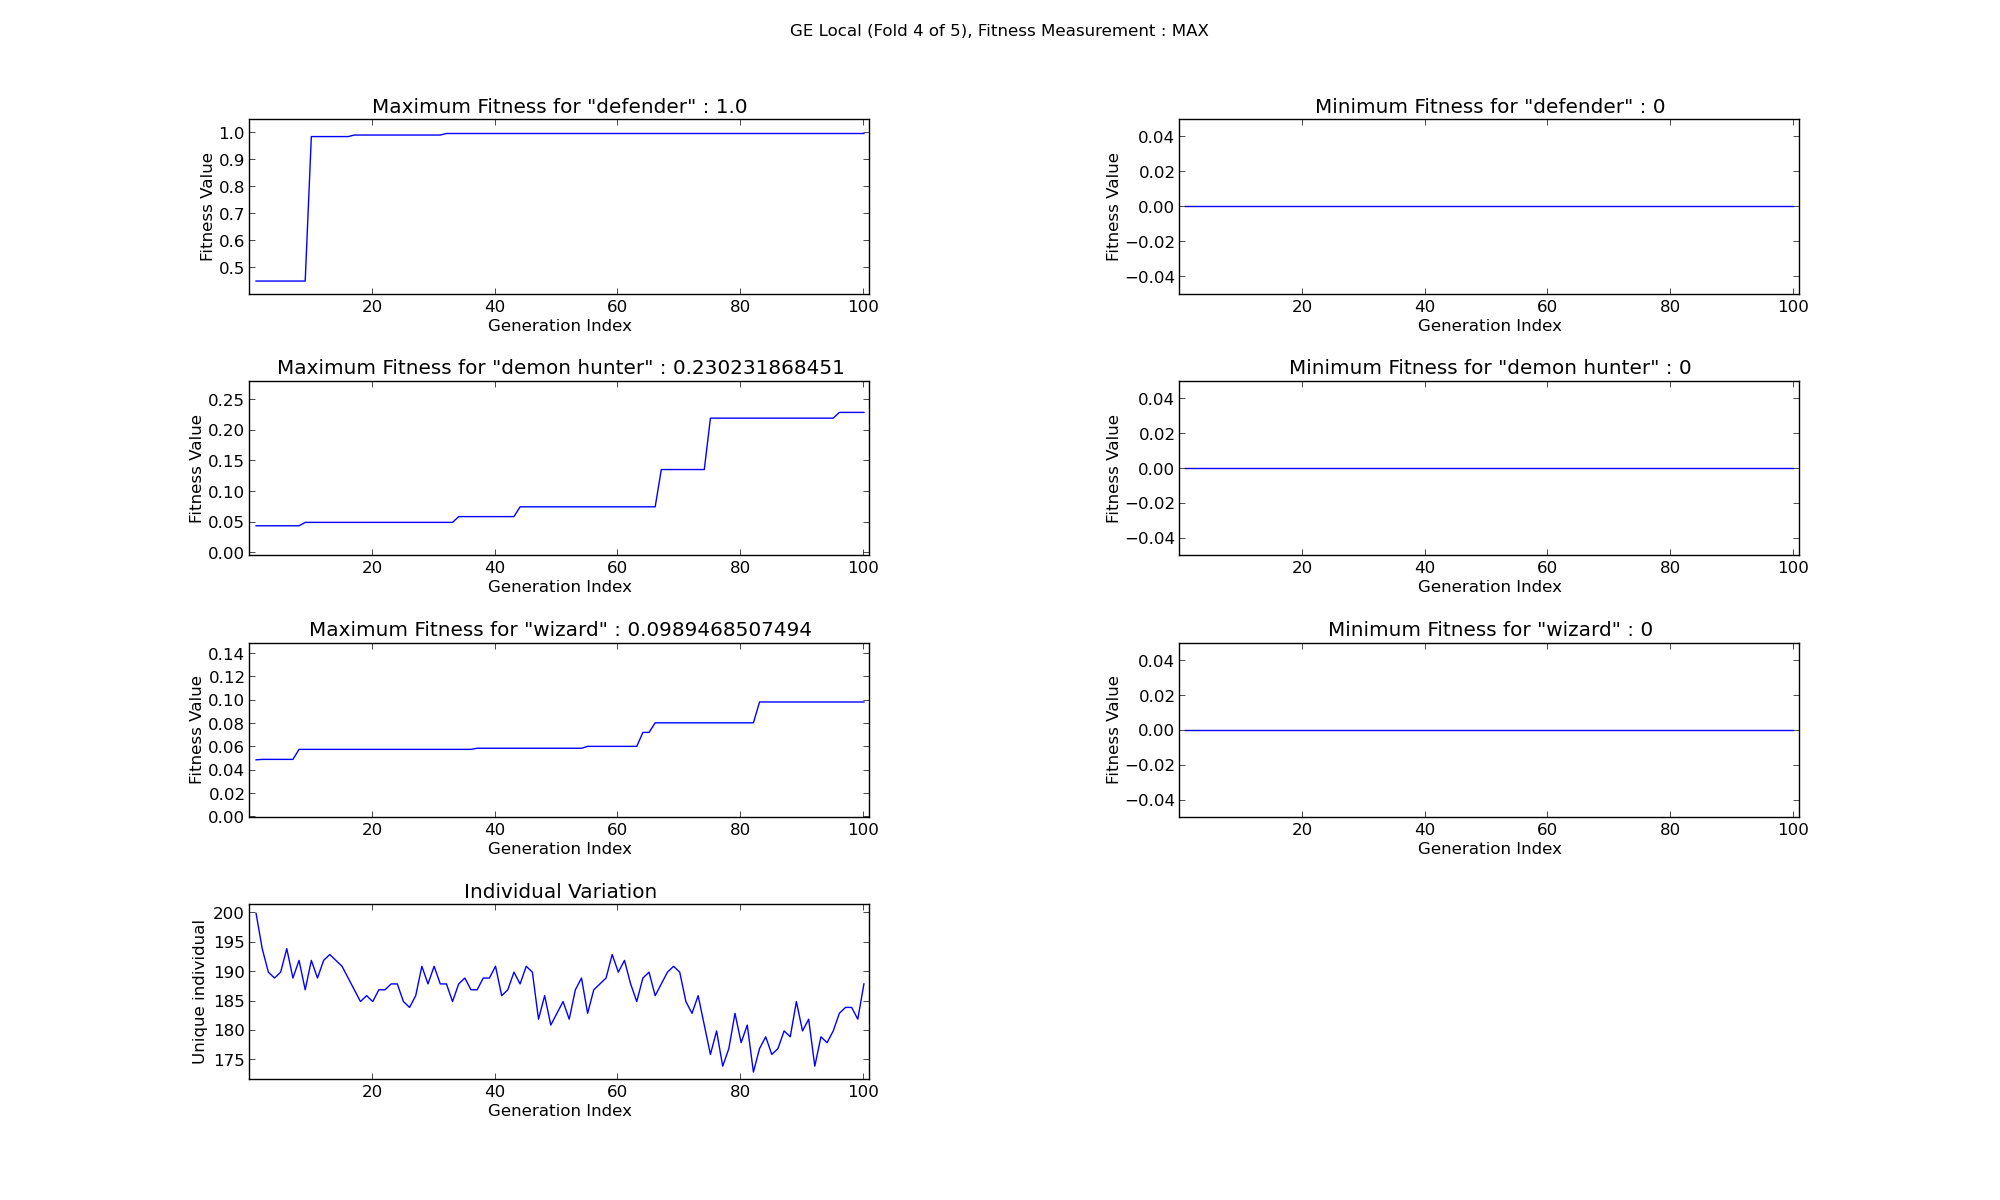 GE Local (Fold 4 of 5), Fitness Measurement : MAX
Maximum Fitness for "defender" : 1.0
Fitness Value
1.0
0.9
0.8
0.7
0.6
0.5
20 40 60 80 100
Generation Index
Minimum Fitness for "defender" : 0
Fitness Value
0.04
0.02
0.00
−0.02
−0.04
20 40 60 80 100
Generation Index
Maximum Fitness for "demon hunter" : 0.230231868451
Fitness Value
0.25
0.20
0.15
0.10
0.05
0.00
20 40 60 80 100
Generation Index
Minimum Fitness for "demon hunter" : 0
Fitness Value
0.04
0.02
0.00
−0.02
−0.04
20 40 60 80 100
Generation Index
Maximum Fitness for "wizard" : 0.0989468507494
Fitness Value
0.14
0.12
0.10
0.08
0.06
0.04
0.02
0.00
20 40 60 80 100
Generation Index
Minimum Fitness for "wizard" : 0
Fitness Value
0.04
0.02
0.00
−0.02
−0.04
20 40 60 80 100
Generation Index
Individual Variation
Unique individual
200
195
190
185
180
175
20 40 60 80 100
Generation Index